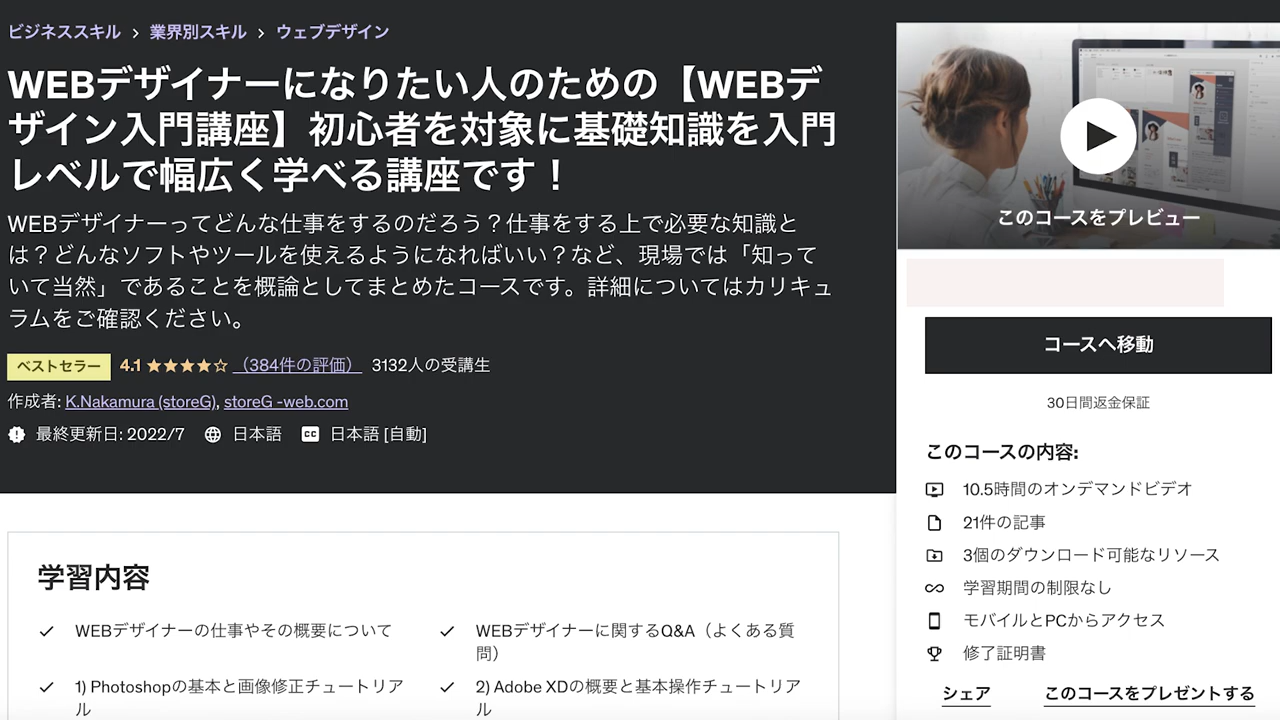 ビジネススキル > 業界別スキル > ウェブデザイン
WEBデザイナーになりたい人のための【WEBデ
ザイン入門講座】初心者を対象に基礎知識を入門
レベルで幅広く学べる講座です！
WEBデザイナーってどんな仕事をするのだろう？仕事をする上で必要な知識と
は？どんなソフトやツールを使えるようになればいい？など、現場では「知って
いて当然」であることを概論としてまとめたコースです。詳細についてはカリキュ
ラムをご確認ください。
ベストセラー 4.1 ★★★★☆ （384件の評価） 3132人の受講生
作成者: K.Nakamura (storeG), storeG -web.com
最終更新日: 2022/7 日本語 CC 日本語 [自動]
学習内容
WEBデザイナーの仕事やその概要について
WEBデザイナーに関するQ&A（よくある質
問）
1) Photoshopの基本と画像修正チュートリア
ル
2) Adobe XDの概要と基本操作チュートリア
ル
このコースをプレビュー
コースへ移動
30日間返金保証
このコースの内容:
10.5時間のオンデマンドビデオ
21件の記事
3個のダウンロード可能なリソース
学習期間の制限なし
モバイルとPCからアクセス
修了証明書
シェア このコースをプレゼントする